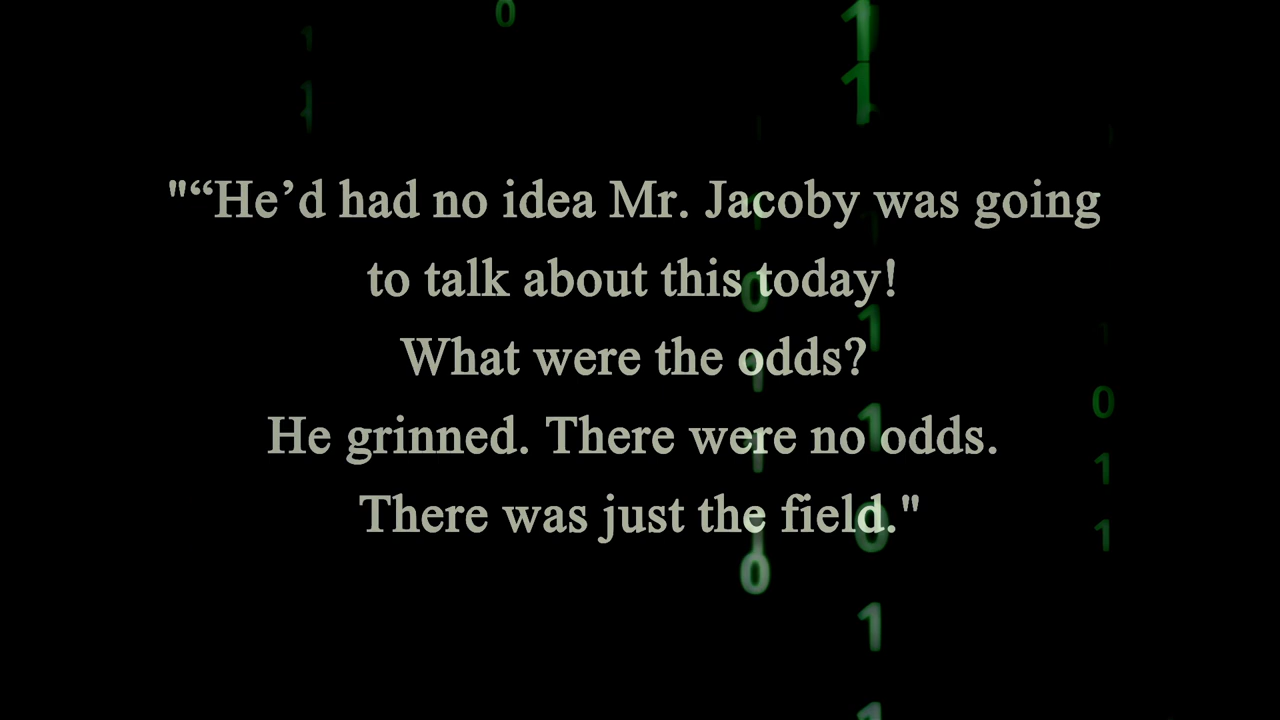 "“He’d had no idea Mr. Jacoby was going
to talk about this today!
What were the odds?
He grinned. There were no odds.
There was just the field."